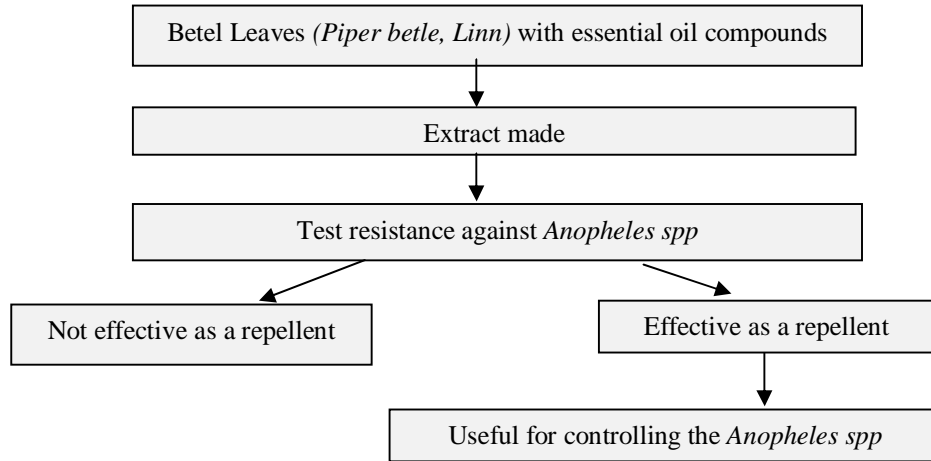 Betel Leaves (Piper betle, Linn) with essential oil compounds
Extract made
Test resistance against Anopheles spp
Not effective as a repellent
Effective as a repellent
Useful for controlling the Anopheles spp